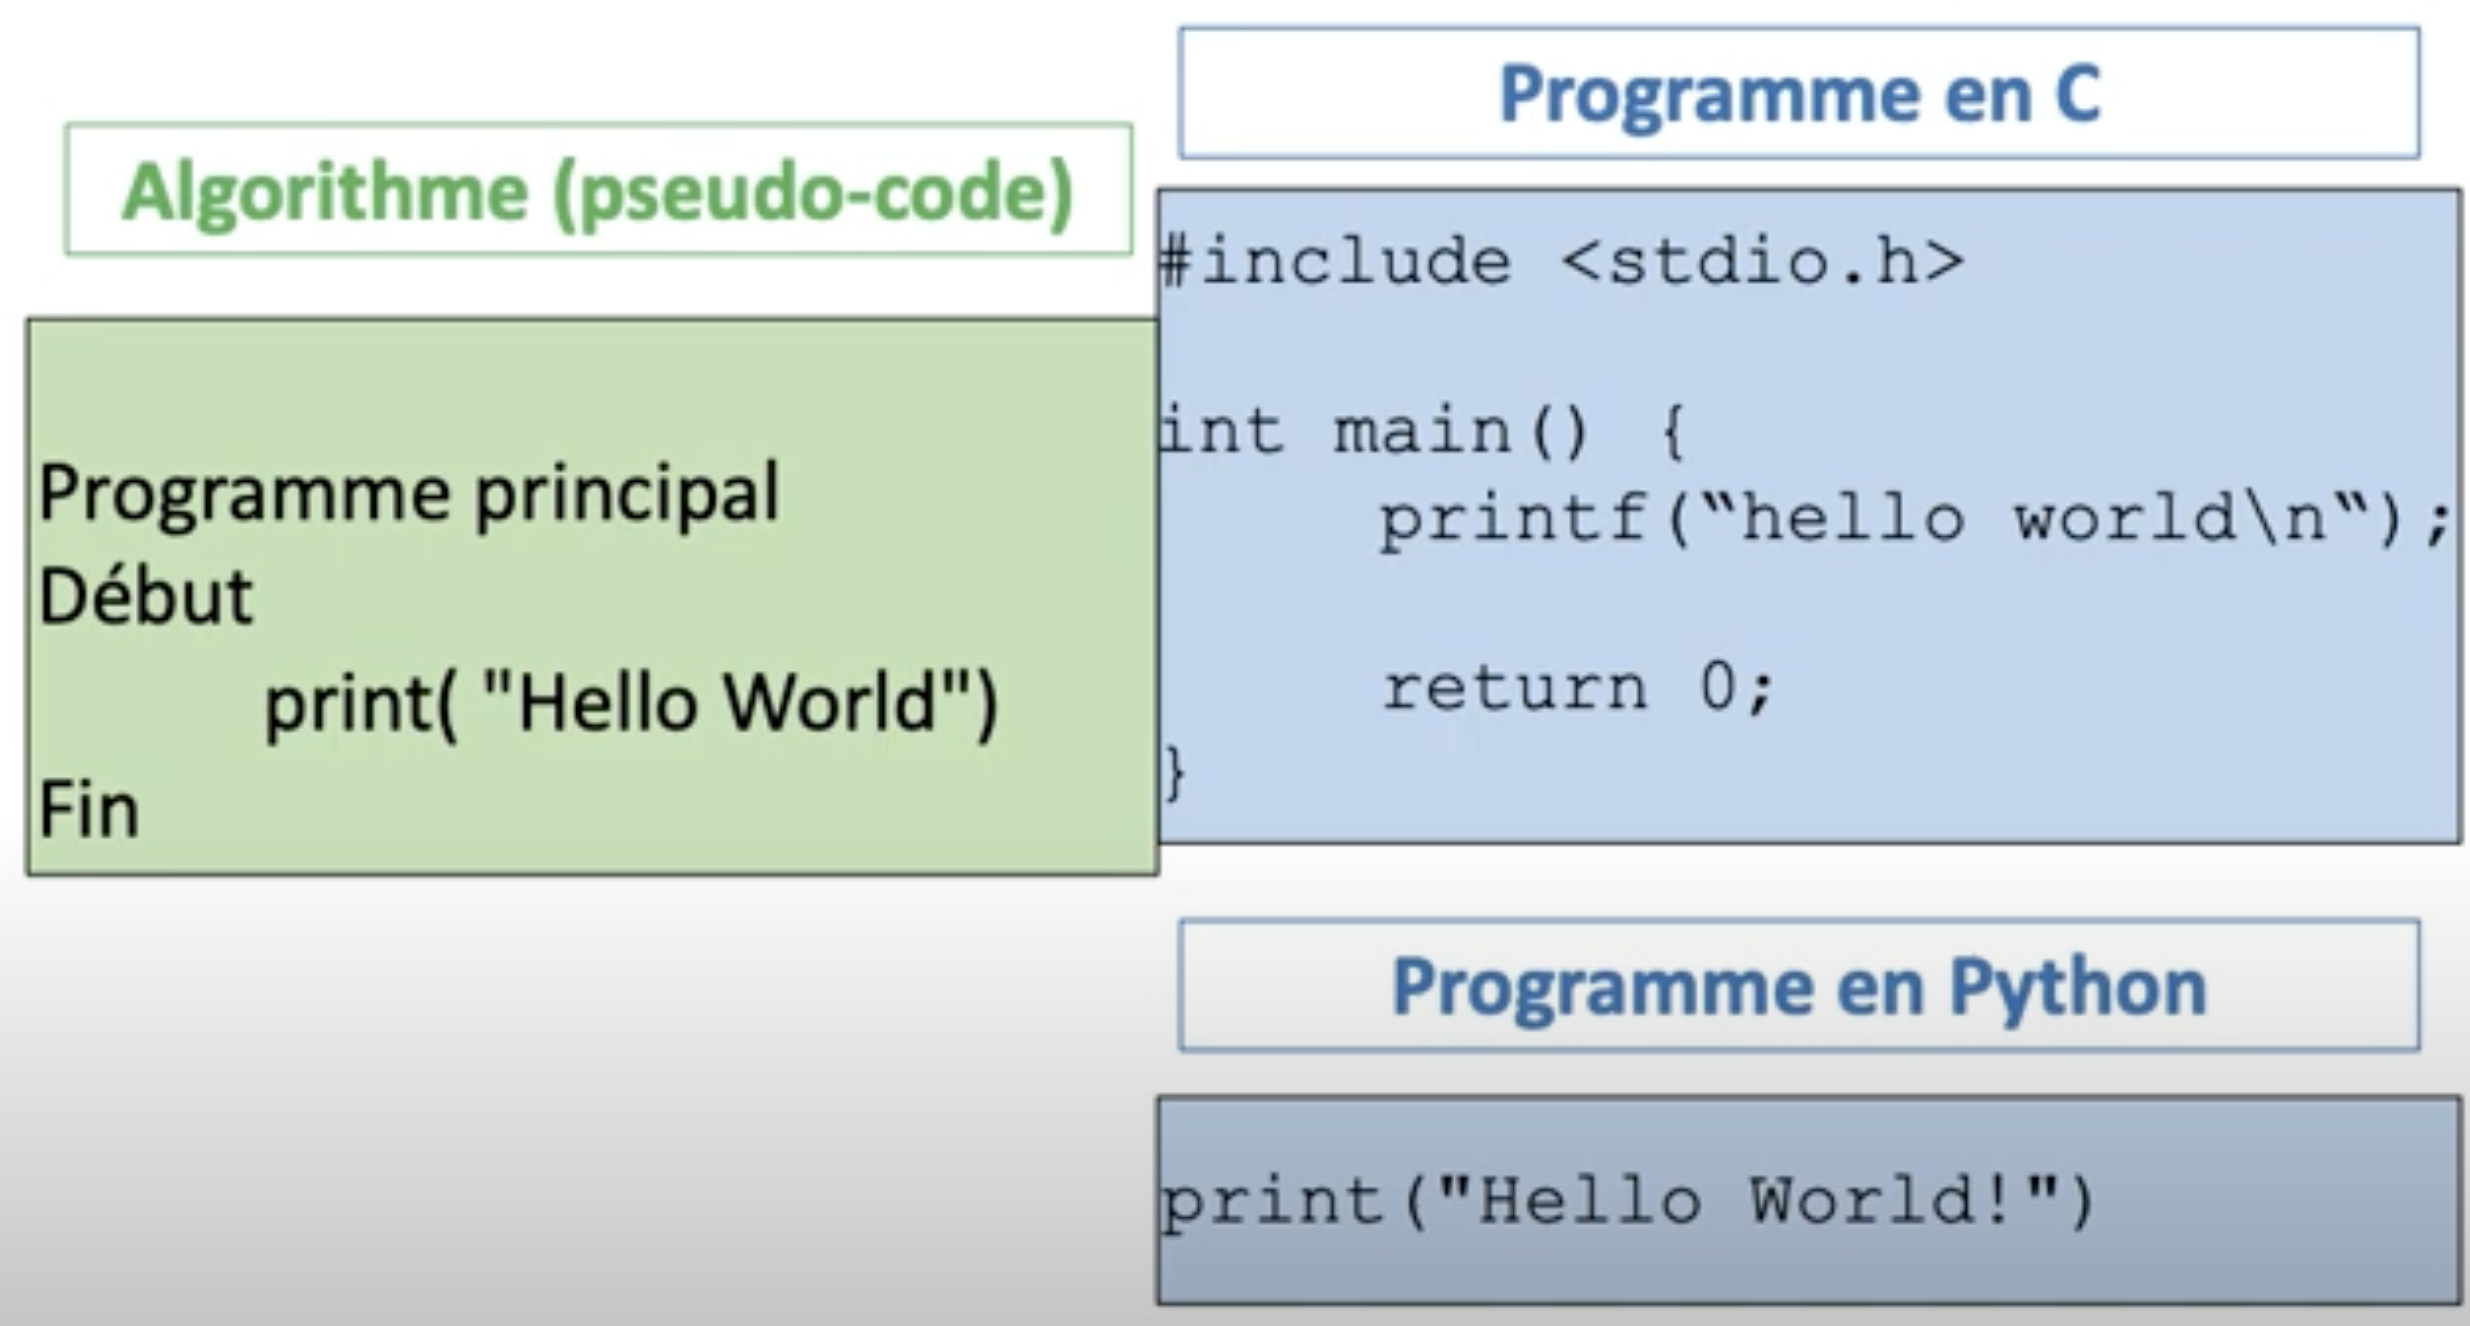 Algorithme (pseudo-code)
Programme principal
Début
print( "Hello World")
Fin
Programme en C
#include <stdio.h>
int main() {
printf(‟hello world\n‟);
return 0;
}
Programme en Python
print("Hello World!")